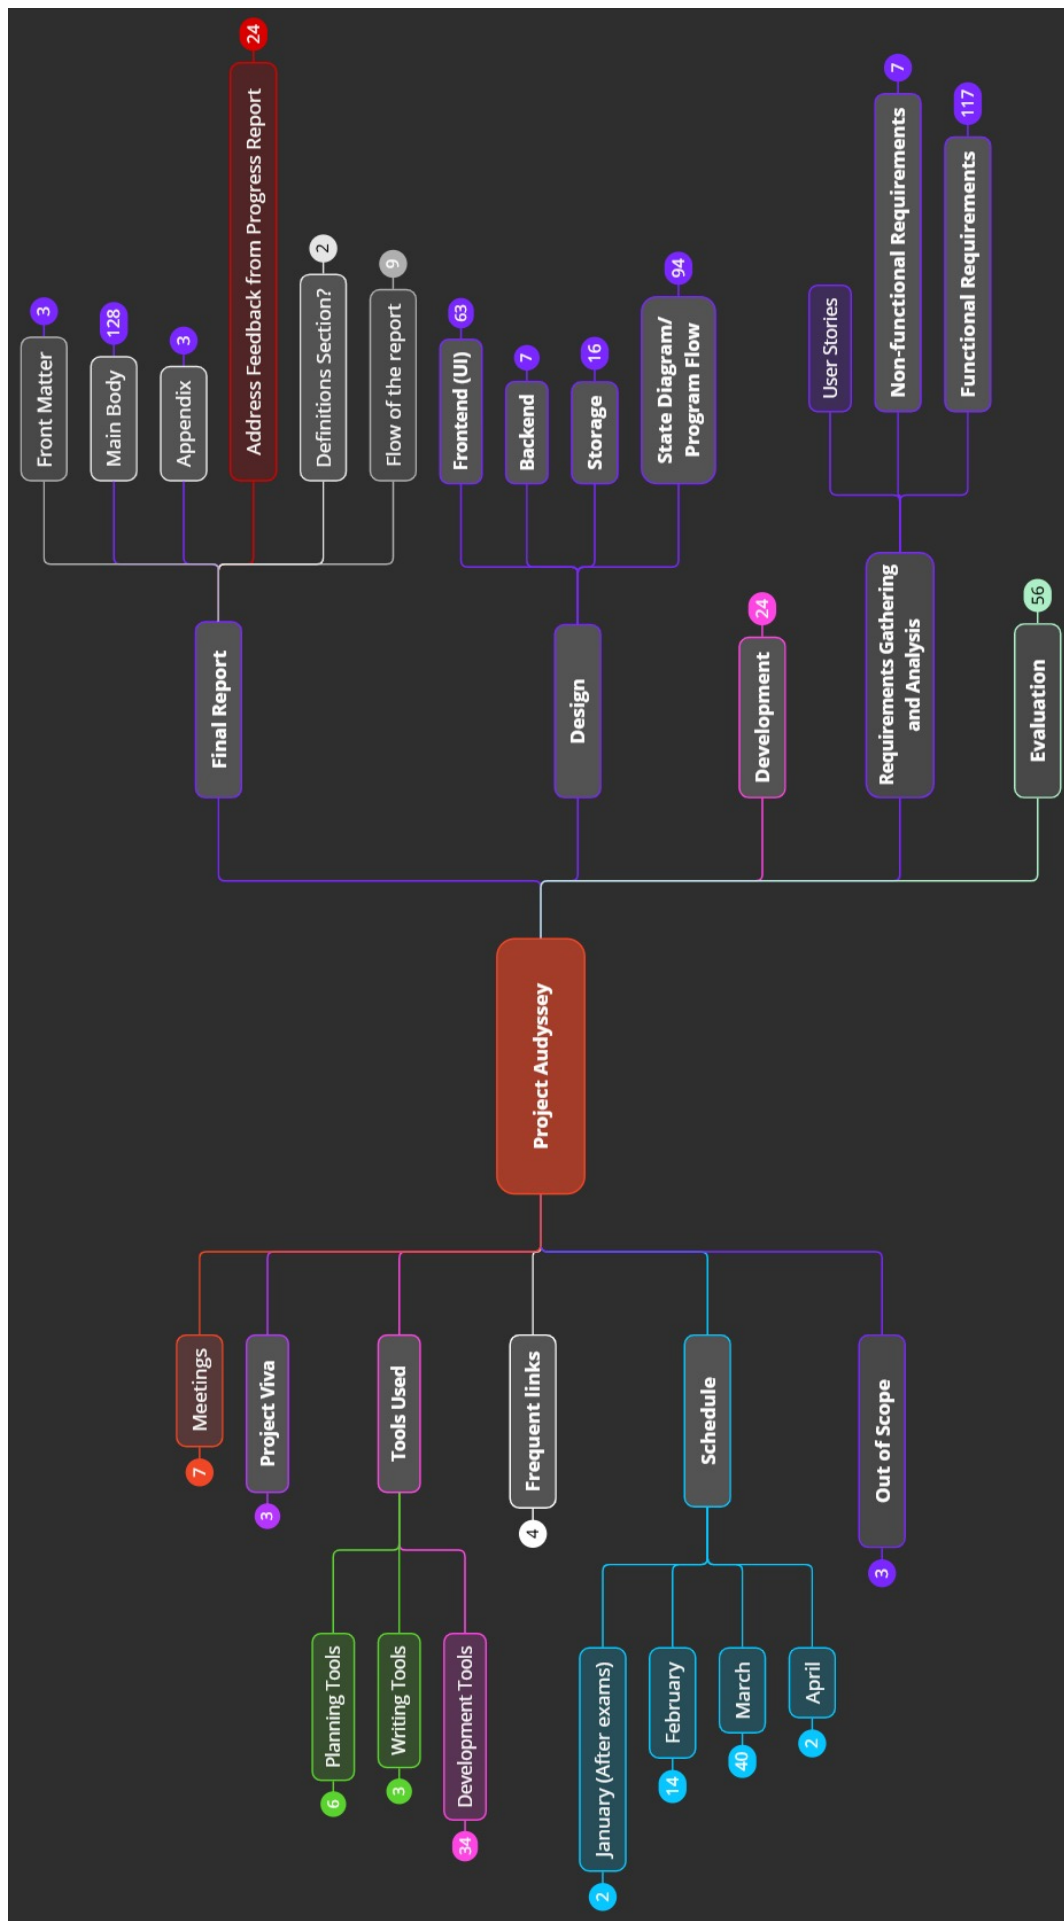 Project Audyssey
Final Report
Front Matter
3
Main Body
128
Appendix
3
Address Feedback from Progress Report
24
Definitions Section?
2
Flow of the report
9
Design
Frontend (UI)
63
Backend
7
Storage
16
State Diagram/
Program Flow
94
Development
24
Requirements Gathering
and Analysis
User Stories
Non-functional Requirements
7
Functional Requirements
117
Evaluation
56
Meetings
7
Project Viva
3
Tools Used
Planning Tools
6
Writing Tools
3
Development Tools
34
Frequent links
4
Schedule
January (After exams)
2
February
14
March
40
April
2
Out of Scope
3